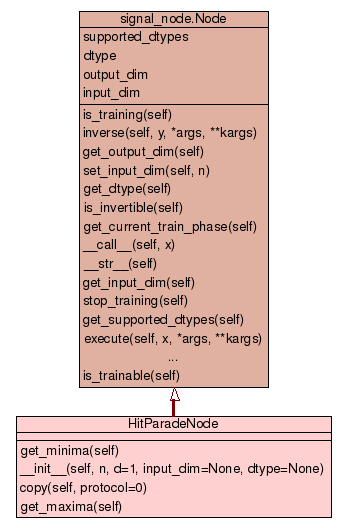 signal_node.Node
supported_dtypes
dtype
output_dim
input_dim
is_training(self)
inverse(self, y, *args, **kargs)
get_output_dim(self)
set_input_dim(self, n)
get_dtype(self)
is_invertible(self)
get_current_train_phase(self)
__call__(self, x)
__str__(self)
get_input_dim(self)
stop_training(self)
get_supported_dtypes(self)
execute(self, x, *args, **kargs)
...
is_trainable(self)
HitParadeNode
get_minima(self)
__init__(self, n, d=1, input_dim=None, dtype=None)
copy(self, protocol=0)
get_maxima(self)